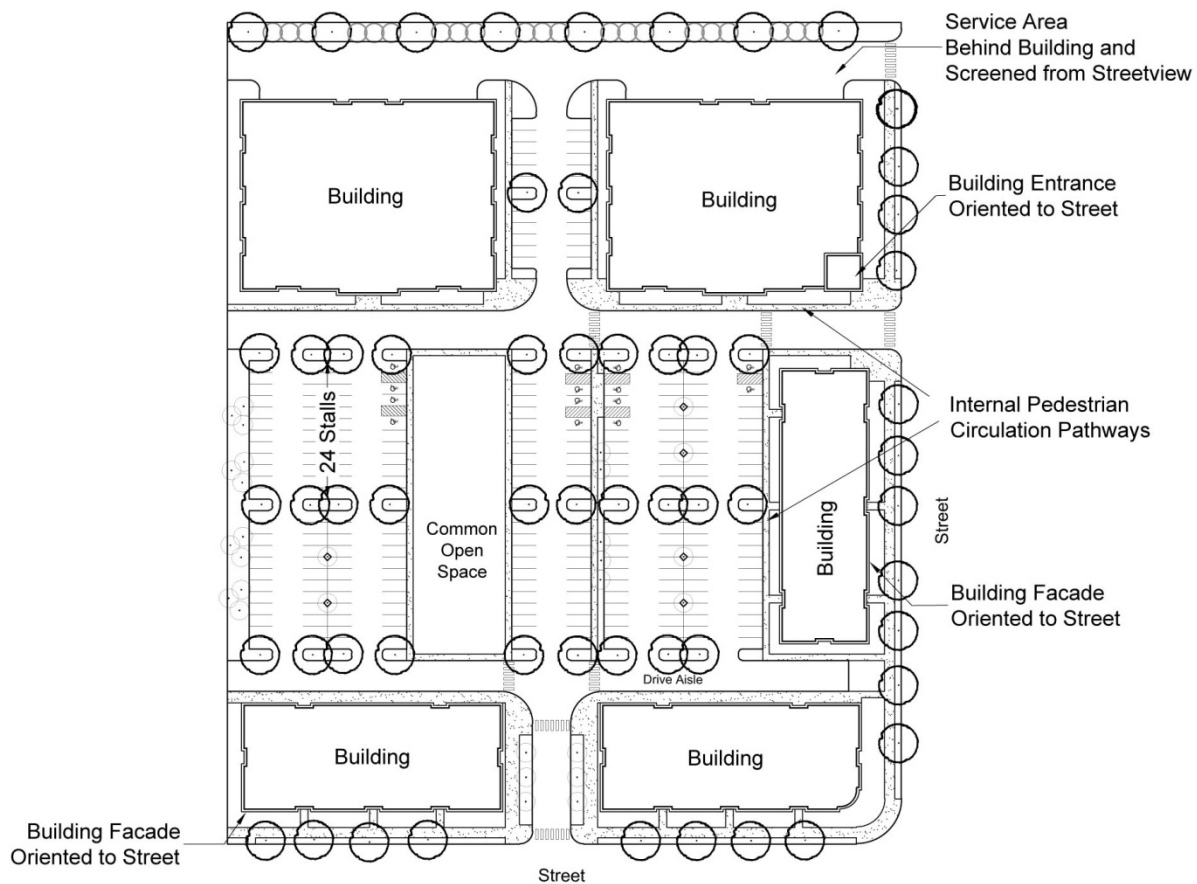 Service Area
Behind Building and
Screened from Streetview
Building
Building
Building Entrance
Oriented to Street
24 Stalls
Internal Pedestrian
Circulation Pathways
Common
Open
Space
Building
Street
Building Facade
Oriented to Street
Drive Aisle
Building
Building
Building Facade
Oriented to Street
Street